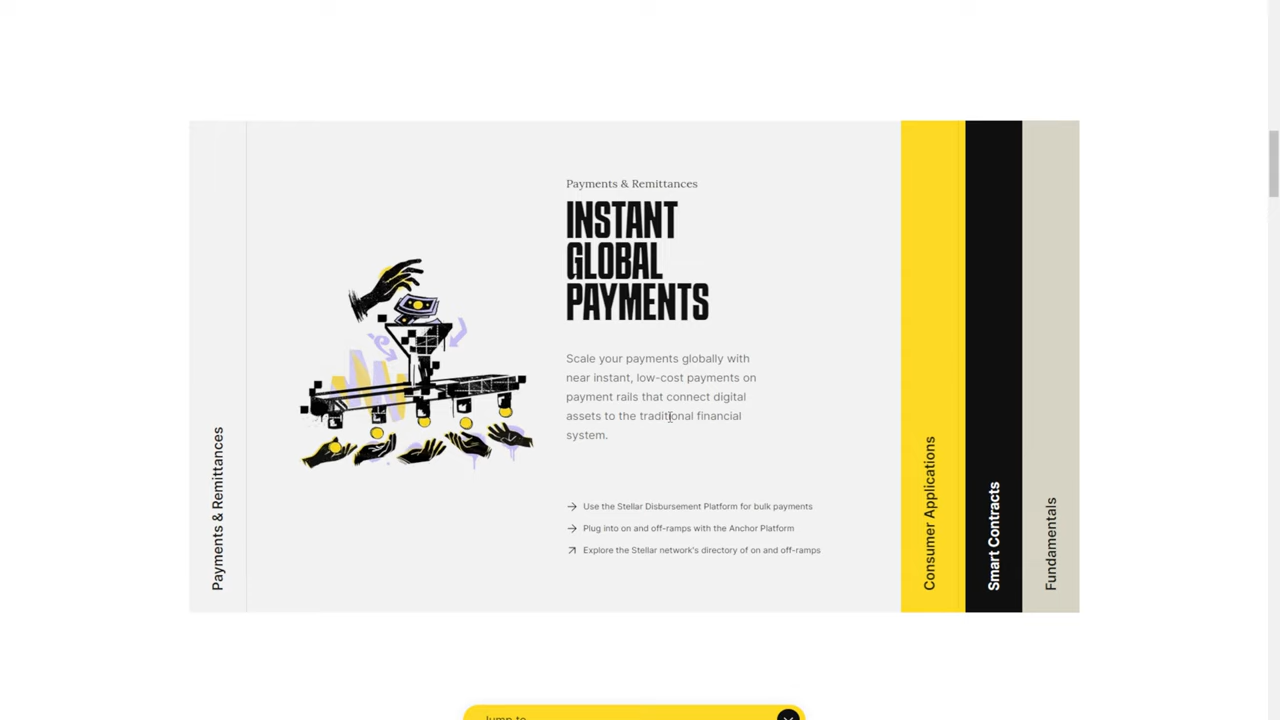 Payments & Remittances
Payments & Remittances
INSTANT
GLOBAL
PAYMENTS
Scale your payments globally with
near instant, low-cost payments on
payment rails that connect digital
assets to the traditional financial
system.
Use the Stellar Disbursement Platform for bulk payments
Plug into on and off-ramps with the Anchor Platform
Explore the Stellar network's directory of on and off-ramps
Consumer Applications
Smart Contracts
Fundamentals
Jump to